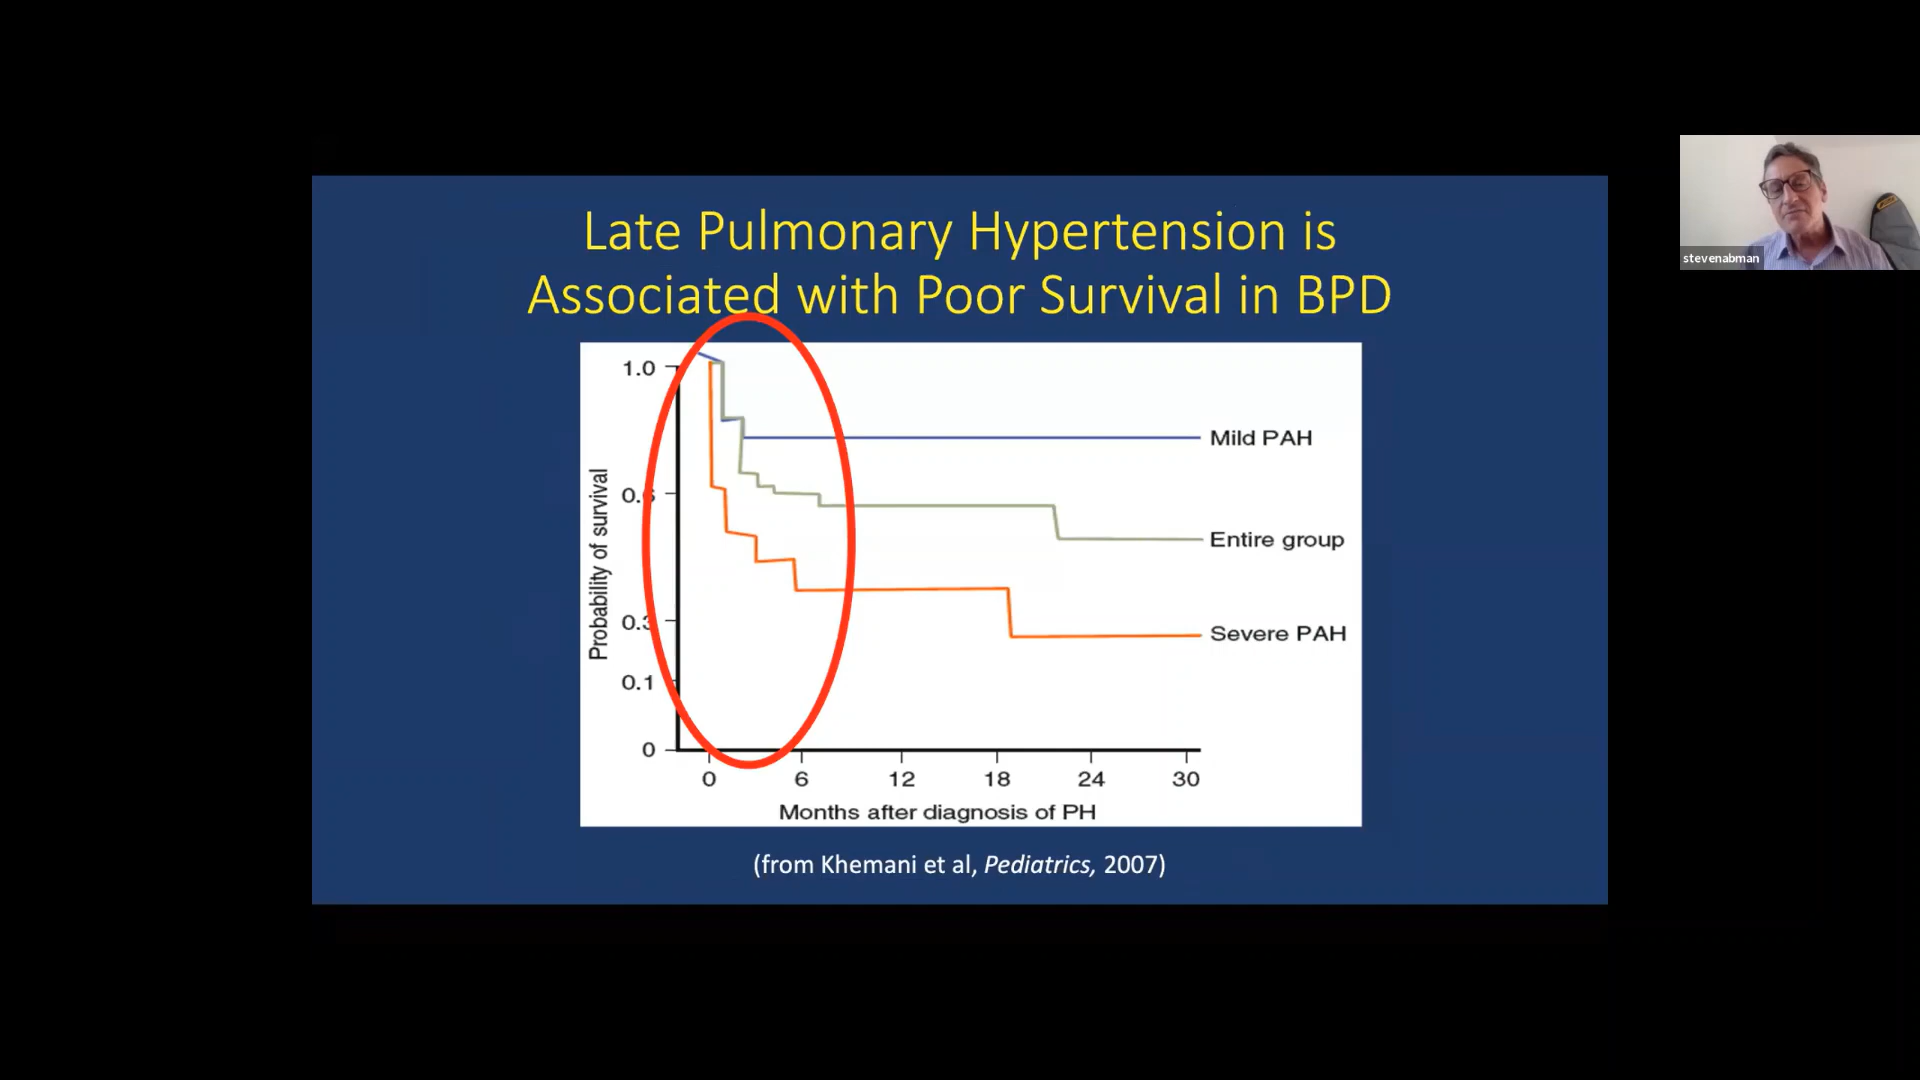 Late Pulmonary Hypertension is
Associated with Poor Survival in BPD
stevenabman
1.0
0.6
0.3
0.1
0
Probability of survival
Mild PAH
Entire group
Severe PAH
0 6 12 18 24 30
Months after diagnosis of PH
(from Khemani et al, Pediatrics, 2007)